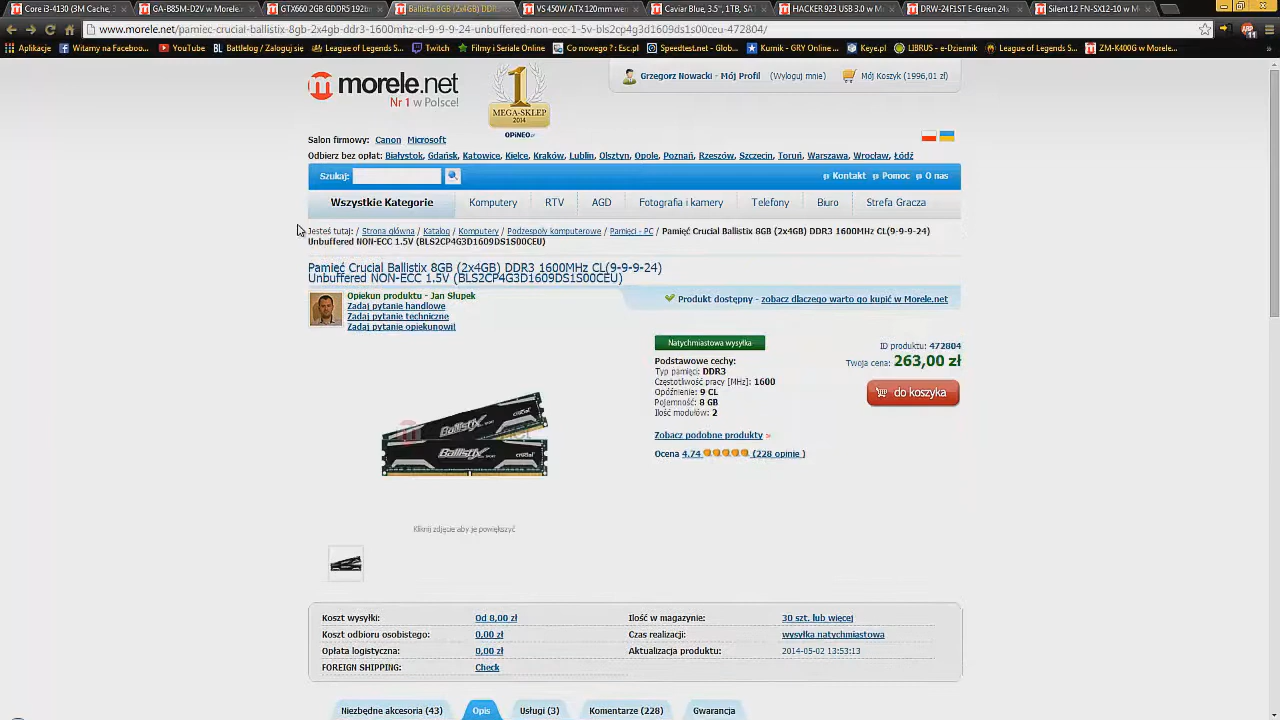 Core i3-4130 (3M Cache, 3
GA-B85M-D2V w Morele.n
GTX660 2GB GDDR5 192bi
Ballistix 8GB (2x4GB) DDR
VS 450W ATX 120mm wen
Caviar Blue, 3.5", 1TB, SAT
HACKER 923 USB 3.0 w Mo
DRW-24F1ST E-Green 24x
Silent 12 FN-SX12-10 w M
www.morele.net/pamiec-crucial-ballistix-8gb-2x4gb-ddr3-1600mhz-cl-9-9-9-24-unbuffered-non-ecc-1-5v-bls2cp4g3d1609ds1s00ceu-472804/
Aplikacje Witamy na Faceboo... YouTube Battlelog / Zaloguj się League of Legends S... Twitch Filmy i Seriale Online Co nowego ? : Esc.pl Speedtest.net - Glob... Kurnik - GRY Online ... Keye.pl LIBRUS - e-Dziennik League of Legends S... ZM-K400G w Morele...
morele.net
Nr 1 w Polsce!
1
MEGA-SKLEP
2014
OPINEO.pl
Grzegorz Nowacki - Mój Profil (Wyloguj mnie) Mój Koszyk (1996,01 zł)
Salon firmowy: Canon Microsoft
Odbierz bez opłat: Białystok, Gdańsk, Katowice, Kielce, Kraków, Lublin, Olsztyn, Opole, Poznań, Rzeszów, Szczecin, Toruń, Warszawa, Wrocław, Łódź
Szukaj: Kontakt Pomoc O nas
Wszystkie Kategorie Komputery RTV AGD Fotografia i kamery Telefony Biuro Strefa Gracza
Jesteś tutaj: / Strona główna / Katalog / Komputery / Podzespoły komputerowe / Pamięci - PC / Pamięć Crucial Ballistix 8GB (2x4GB) DDR3 1600MHz CL(9-9-9-24)
Unbuffered NON-ECC 1.5V (BLS2CP4G3D1609DS1S00CEU)
Pamięć Crucial Ballistix 8GB (2x4GB) DDR3 1600MHz CL(9-9-9-24)
Unbuffered NON-ECC 1.5V (BLS2CP4G3D1609DS1S00CEU)
Opiekun produktu - Jan Słupek
Zadaj pytanie handlowe
Zadaj pytanie techniczne
Zadaj pytanie opiekunowi!
Produkt dostępny - zobacz dlaczego warto go kupić w Morele.net
Natychmiastowa wysyłka
ID produktu: 472804
Twoja cena: 263,00 zł
do koszyka
Podstawowe cechy:
Typ pamięci: DDR3
Częstotliwość pracy [MHz]: 1600
Opóźnienie: 9 CL
Pojemność: 8 GB
Ilość modułów: 2
Zobacz podobne produkty >
Ocena 4.74 (228 opinie )
Ballistix crucial
Ballistix crucial
Kliknij zdjęcie aby je powiększyć
Koszt wysyłki: Od 8,00 zł Ilość w magazynie: 30 szt. lub więcej
Koszt odbioru osobistego: 0,00 zł Czas realizacji: wysyłka natychmiastowa
Opłata logistyczna: 0,00 zł Aktualizacja produktu: 2014-05-02 13:53:13
FOREIGN SHIPPING: Check
Niezbędne akcesoria (43) Opis Usługi (3) Komentarze (228) Gwarancja